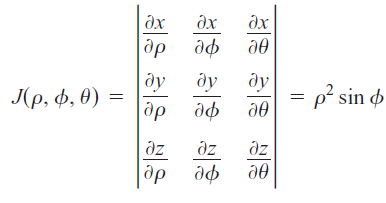 J(ρ, ϕ, θ) = | ∂x/∂ρ ∂x/∂ϕ ∂x/∂θ |
| ∂y/∂ρ ∂y/∂ϕ ∂y/∂θ | = ρ² sin ϕ
| ∂z/∂ρ ∂z/∂ϕ ∂z/∂θ |